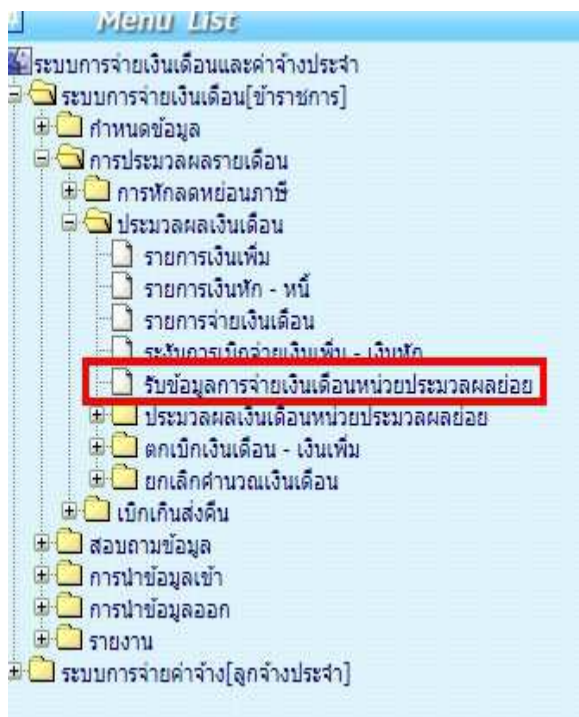 Menu List
ระบบการจ่ายเงินเดือนและค่าจ้างประจำ
ระบบการจ่ายเงินเดือน[ข้าราชการ]
กำหนดข้อมูล
การประมวลผลรายเดือน
การหักลดหย่อนภาษี
ประมวลผลเงินเดือน
รายการเงินเพิ่ม
รายการเงินหัก - หนี้
รายการจ่ายเงินเดือน
ระงับการเบิกจ่ายเงินเพิ่ม - เงินหัก
รับข้อมูลการจ่ายเงินเดือนหน่วยประมวลผลย่อย
ประมวลผลเงินเดือนหน่วยประมวลผลย่อย
ตกเบิกเงินเดือน - เงินเพิ่ม
ยกเลิกคำนวณเงินเดือน
เบิกเกินส่งคืน
สอบถามข้อมูล
การนำข้อมูลเข้า
การนำข้อมูลออก
รายงาน
ระบบการจ่ายค่าจ้าง[ลูกจ้างประจำ]